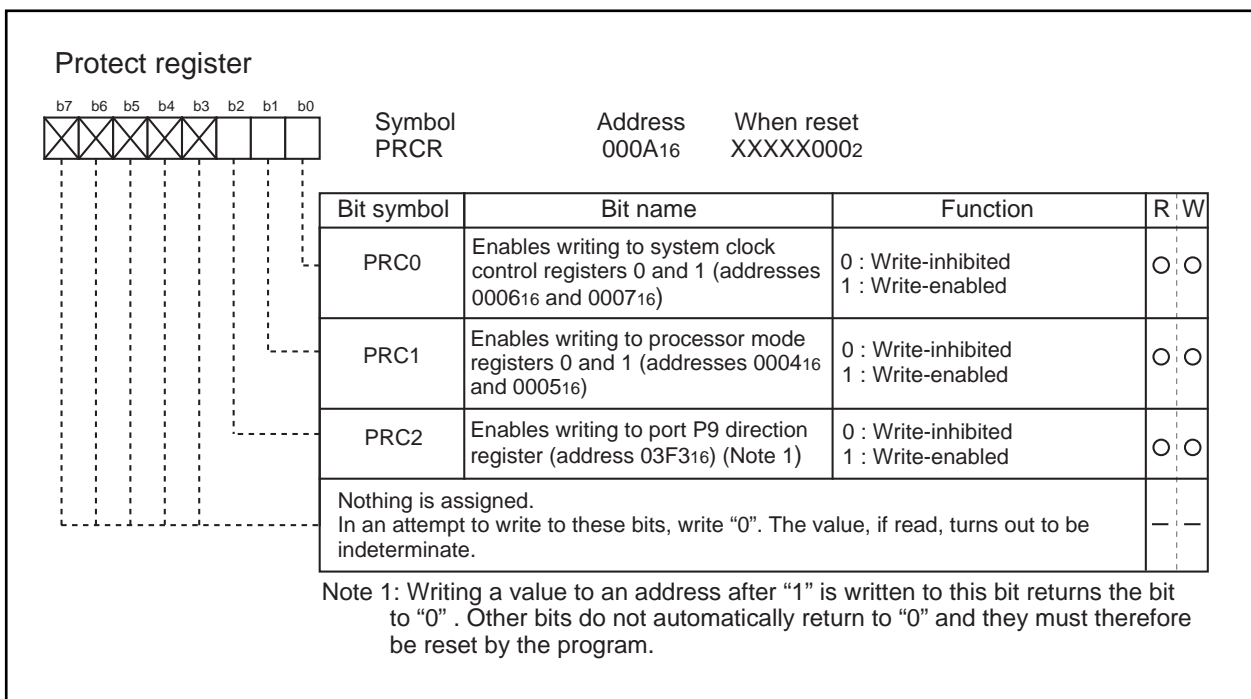 Protect register
b7 b6 b5 b4 b3 b2 b1 b0
Symbol Address When reset
PRCR 000A16 XXXXX0002
Bit symbol Bit name Function R W
PRC0 Enables writing to system clock control registers 0 and 1 (addresses 000616 and 000716) 0 : Write-inhibited 1 : Write-enabled
PRC1 Enables writing to processor mode registers 0 and 1 (addresses 000416 and 000516) 0 : Write-inhibited 1 : Write-enabled
PRC2 Enables writing to port P9 direction register (address 03F316) (Note 1) 0 : Write-inhibited 1 : Write-enabled
Nothing is assigned.
In an attempt to write to these bits, write “0”. The value, if read, turns out to be
indeterminate.
Note 1: Writing a value to an address after “1” is written to this bit returns the bit
to “0” . Other bits do not automatically return to “0” and they must therefore
be reset by the program.